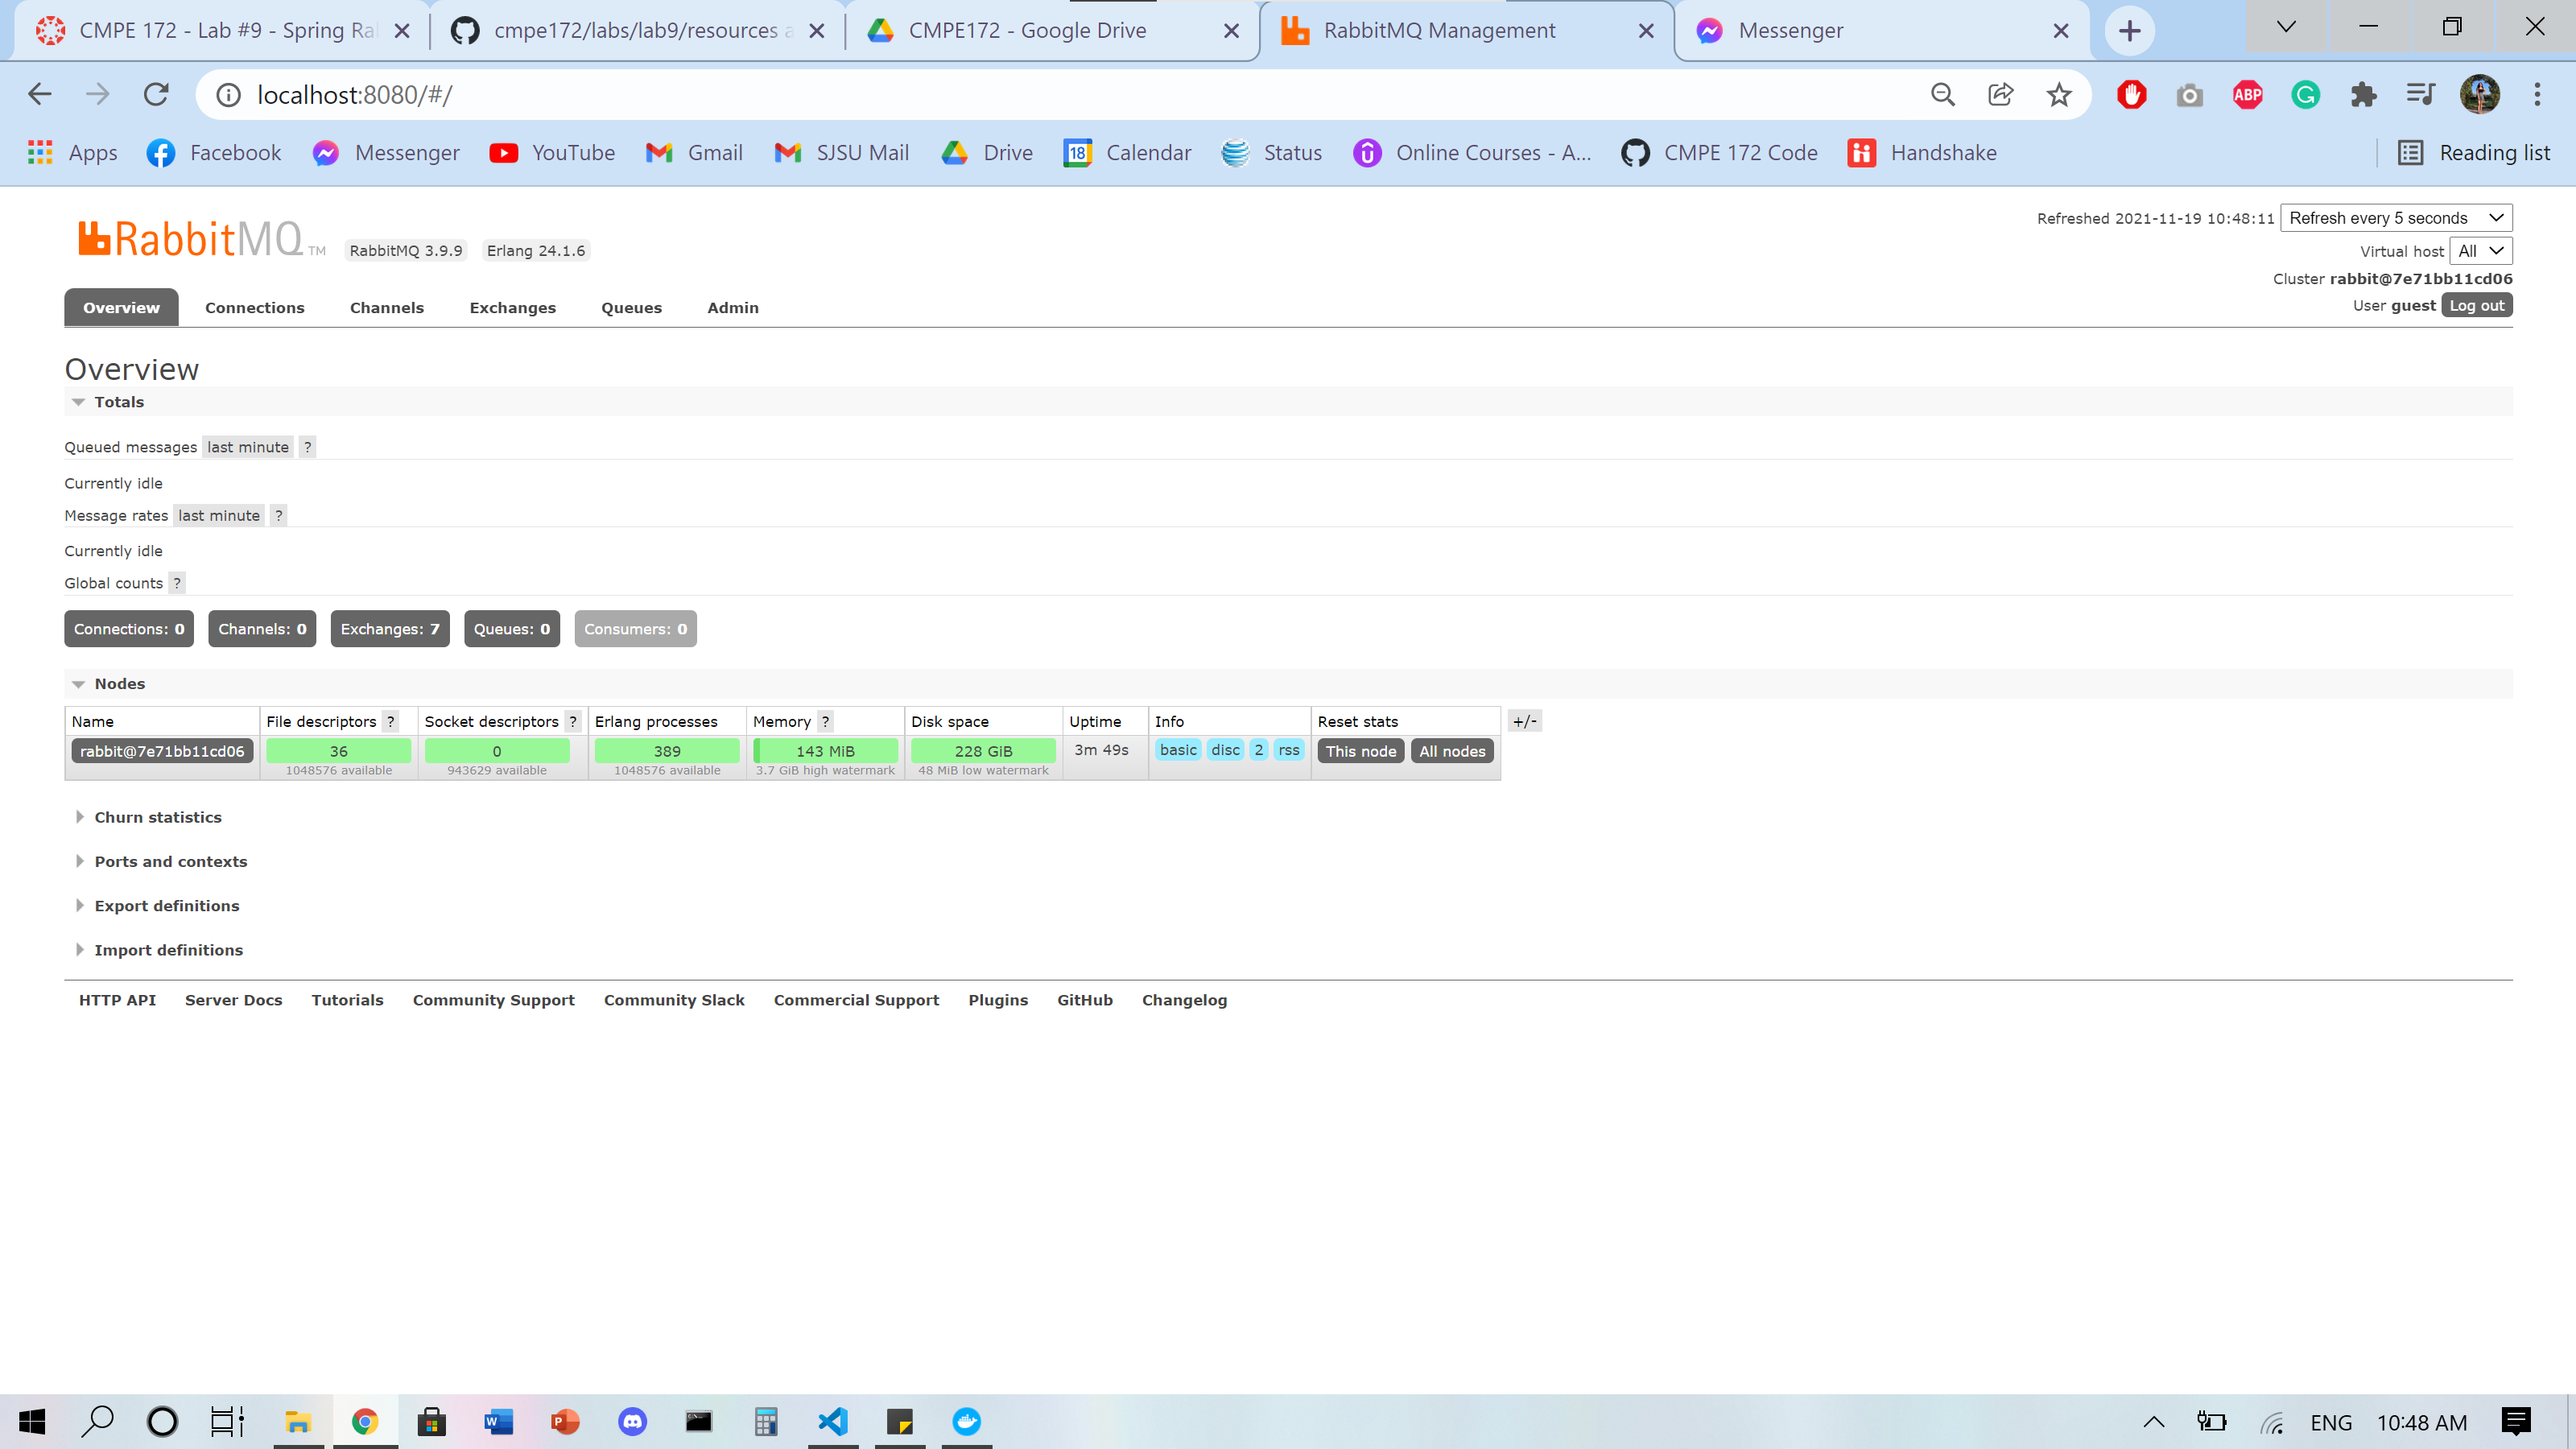 CMPE 172 - Lab #9 - Spring Ra
cmpe172/labs/lab9/resources a
CMPE172 - Google Drive
RabbitMQ Management
Messenger
localhost:8080/#/
ABP
Apps
Facebook
Messenger
YouTube
Gmail
SJSU Mail
Drive
18
Calendar
Status
Online Courses - A...
CMPE 172 Code
Handshake
Reading list
RabbitMQ TM
RabbitMQ 3.9.9
Erlang 24.1.6
Refreshed 2021-11-19 10:48:11 Refresh every 5 seconds
Virtual host All
Cluster rabbit@7e71bb11cd06
User guest Log out
Overview Connections Channels Exchanges Queues Admin
Overview
Totals
Queued messages last minute ?
Currently idle
Message rates last minute ?
Currently idle
Global counts ?
Connections: 0 Channels: 0 Exchanges: 7 Queues: 0 Consumers: 0
Nodes
Name File descriptors ? Socket descriptors ? Erlang processes Memory ? Disk space Uptime Info Reset stats +/-
rabbit@7e71bb11cd06 36 0 389 143 MiB 228 GiB 3m 49s basic disc 2 rss This node All nodes
1048576 available 943629 available 1048576 available 3.7 GiB high watermark 48 MiB low watermark
Churn statistics
Ports and contexts
Export definitions
Import definitions
HTTP API Server Docs Tutorials Community Support Community Slack Commercial Support Plugins GitHub Changelog
ENG 10:48 AM